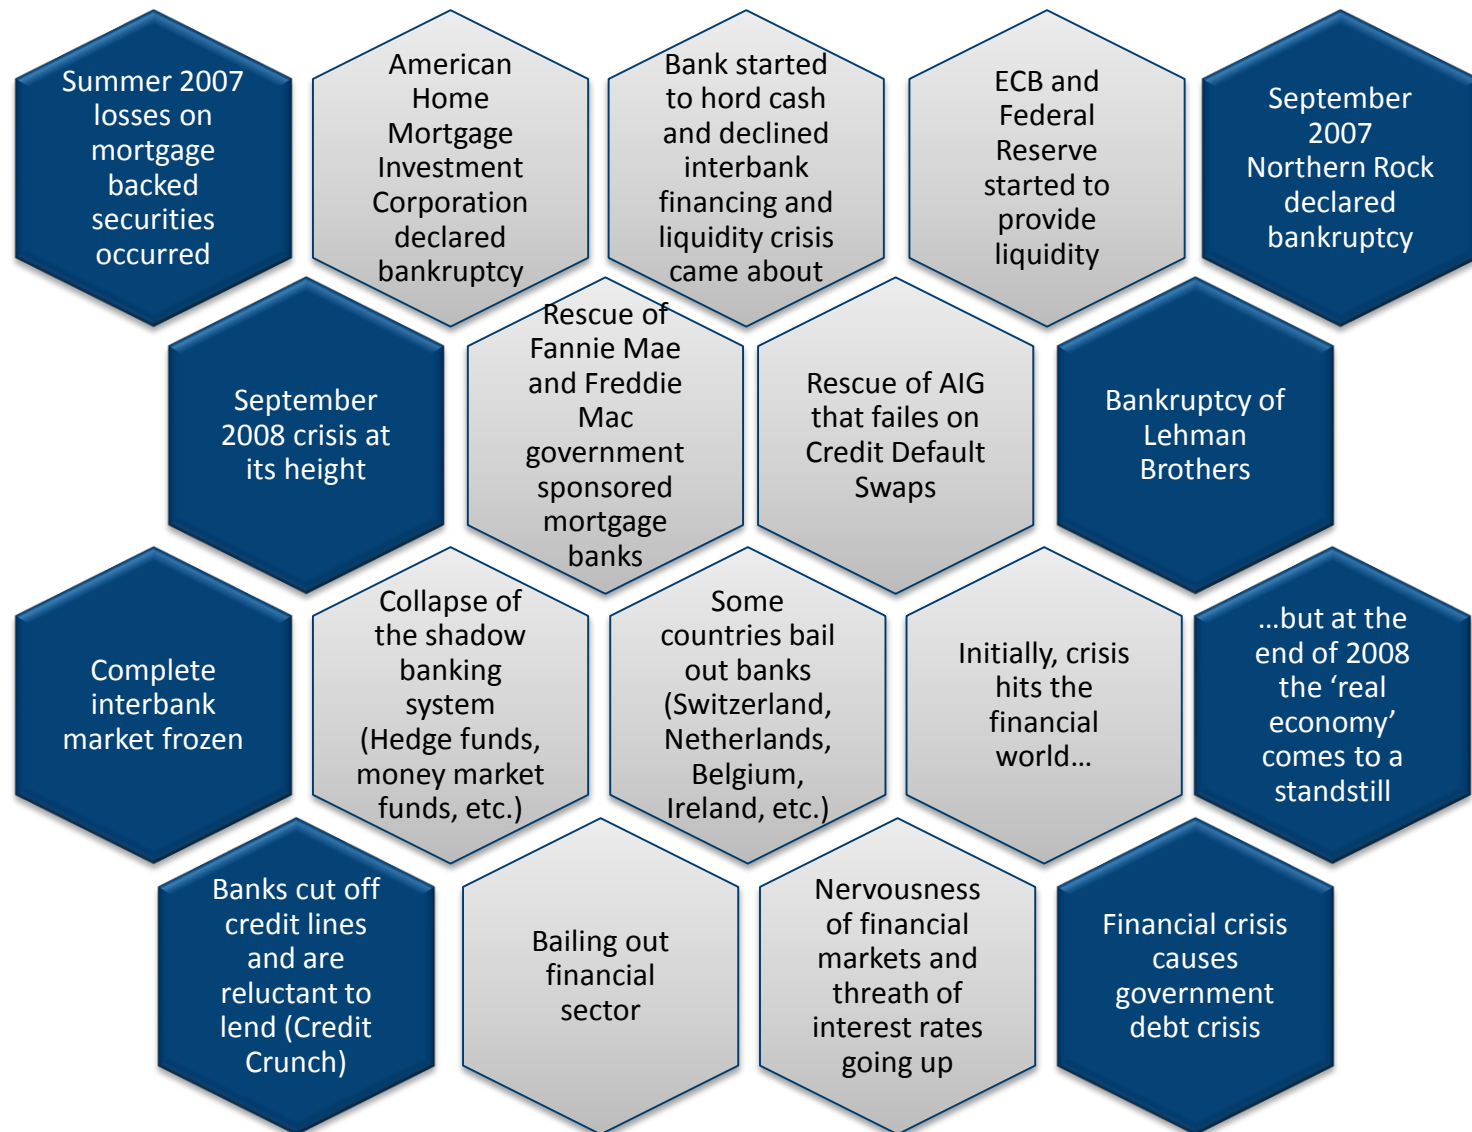 Summer 2007
losses on
mortgage
backed
securities
occurred
American
Home
Mortgage
Investment
Corporation
declared
bankruptcy
Bank started
to hord cash
and declined
interbank
financing and
liquidity crisis
came about
ECB and
Federal
Reserve
started to
provide
liquidity
September
2007
Northern Rock
declared
bankruptcy
September
2008 crisis at
its height
Rescue of
Fannie Mae
and Freddie
Mac
government
sponsored
mortgage
banks
Rescue of AIG
that failes on
Credit Default
Swaps
Bankruptcy of
Lehman
Brothers
Complete
interbank
market frozen
Collapse of
the shadow
banking
system
(Hedge funds,
money market
funds, etc.)
Some
countries bail
out banks
(Switzerland,
Netherlands,
Belgium,
Ireland, etc.)
Initially, crisis
hits the
financial
world…
…but at the
end of 2008
the ‘real
economy’
comes to a
standstill
Banks cut off
credit lines
and are
reluctant to
lend (Credit
Crunch)
Bailing out
financial
sector
Nervousness
of financial
markets and
threath of
interest rates
going up
Financial crisis
causes
government
debt crisis